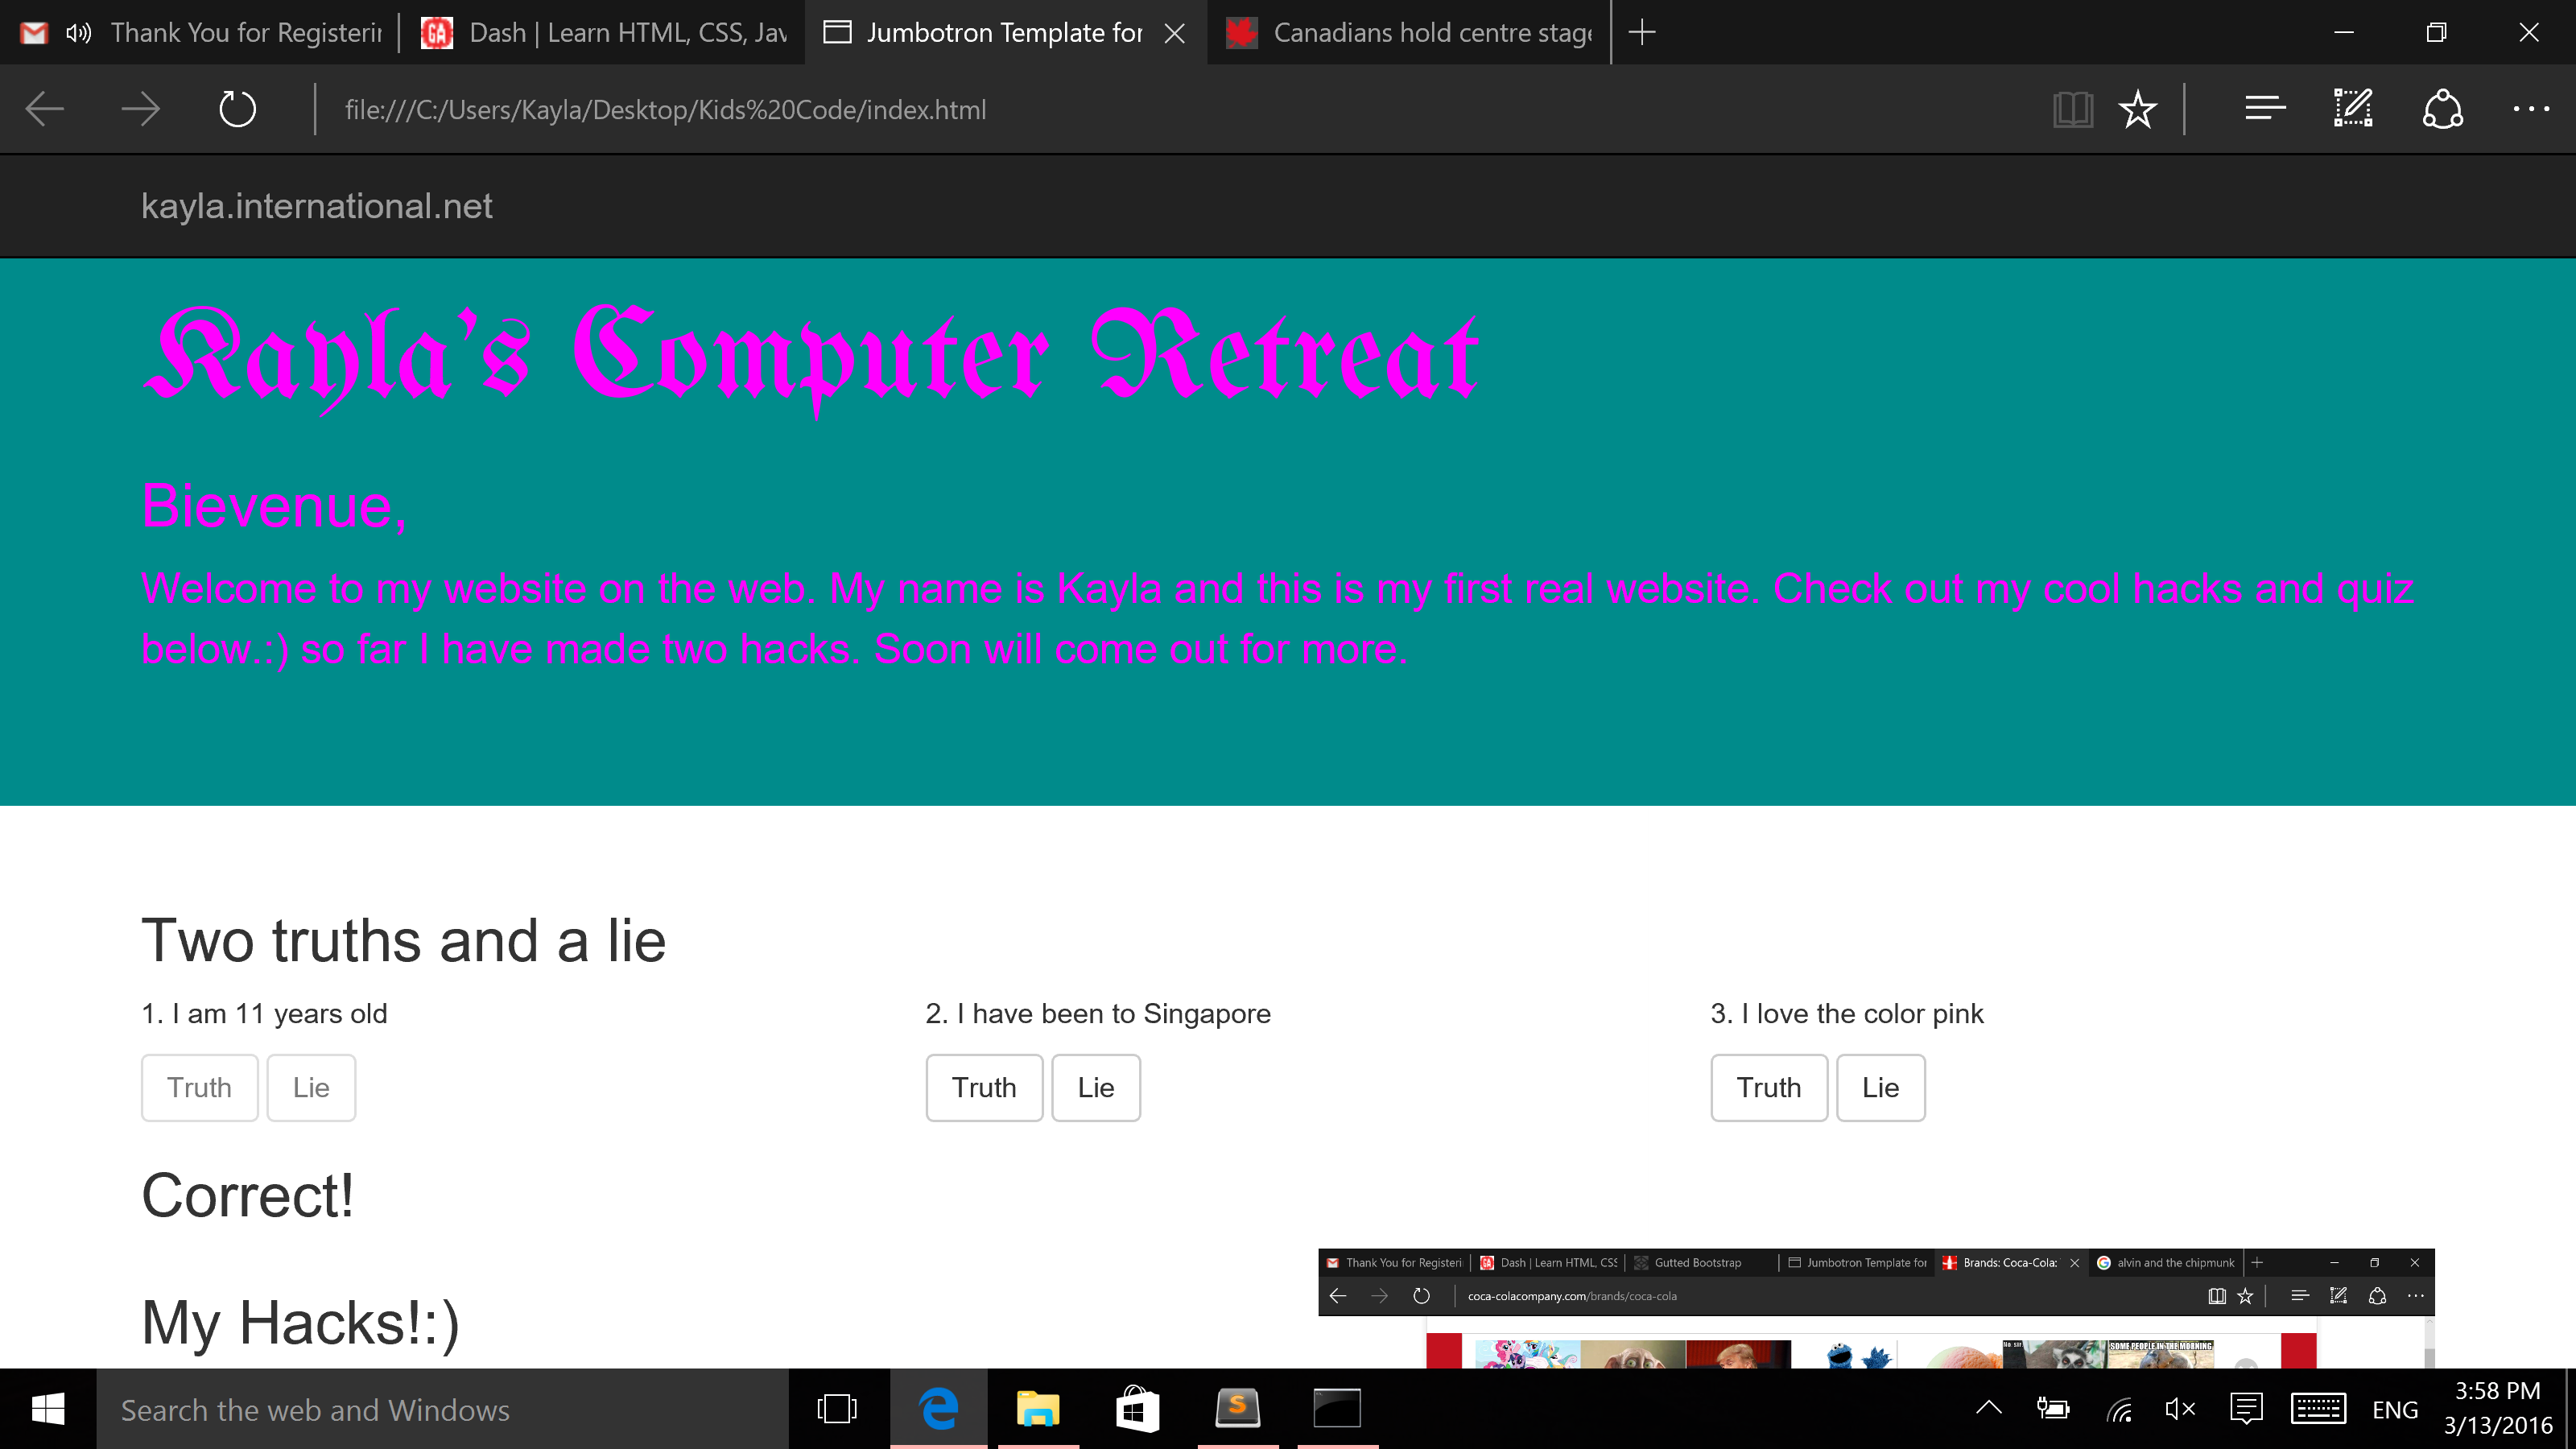 Thank You for Registerin
Dash | Learn HTML, CSS, Jav
Jumbotron Template for
Canadians hold centre stage
file:///C:/Users/Kayla/Desktop/Kids%20Code/index.html
kayla.international.net
Kayla's Computer Retreat
Bievenue,
Welcome to my website on the web. My name is Kayla and this is my first real website. Check out my cool hacks and quiz
below.:) so far I have made two hacks. Soon will come out for more.
Two truths and a lie
1. I am 11 years old
2. I have been to Singapore
3. I love the color pink
Truth Lie
Truth Lie
Truth Lie
Correct!
My Hacks!:)
Thank You for Registeri
Dash | Learn HTML, CSS
Gutted Bootstrap
Jumbotron Template for
Brands: Coca-Cola:
alvin and the chipmunk
coca-colacompany.com/brands/coca-cola
SOME PEOPLE IN THE MORNING
Search the web and Windows
ENG
3:58 PM
3/13/2016